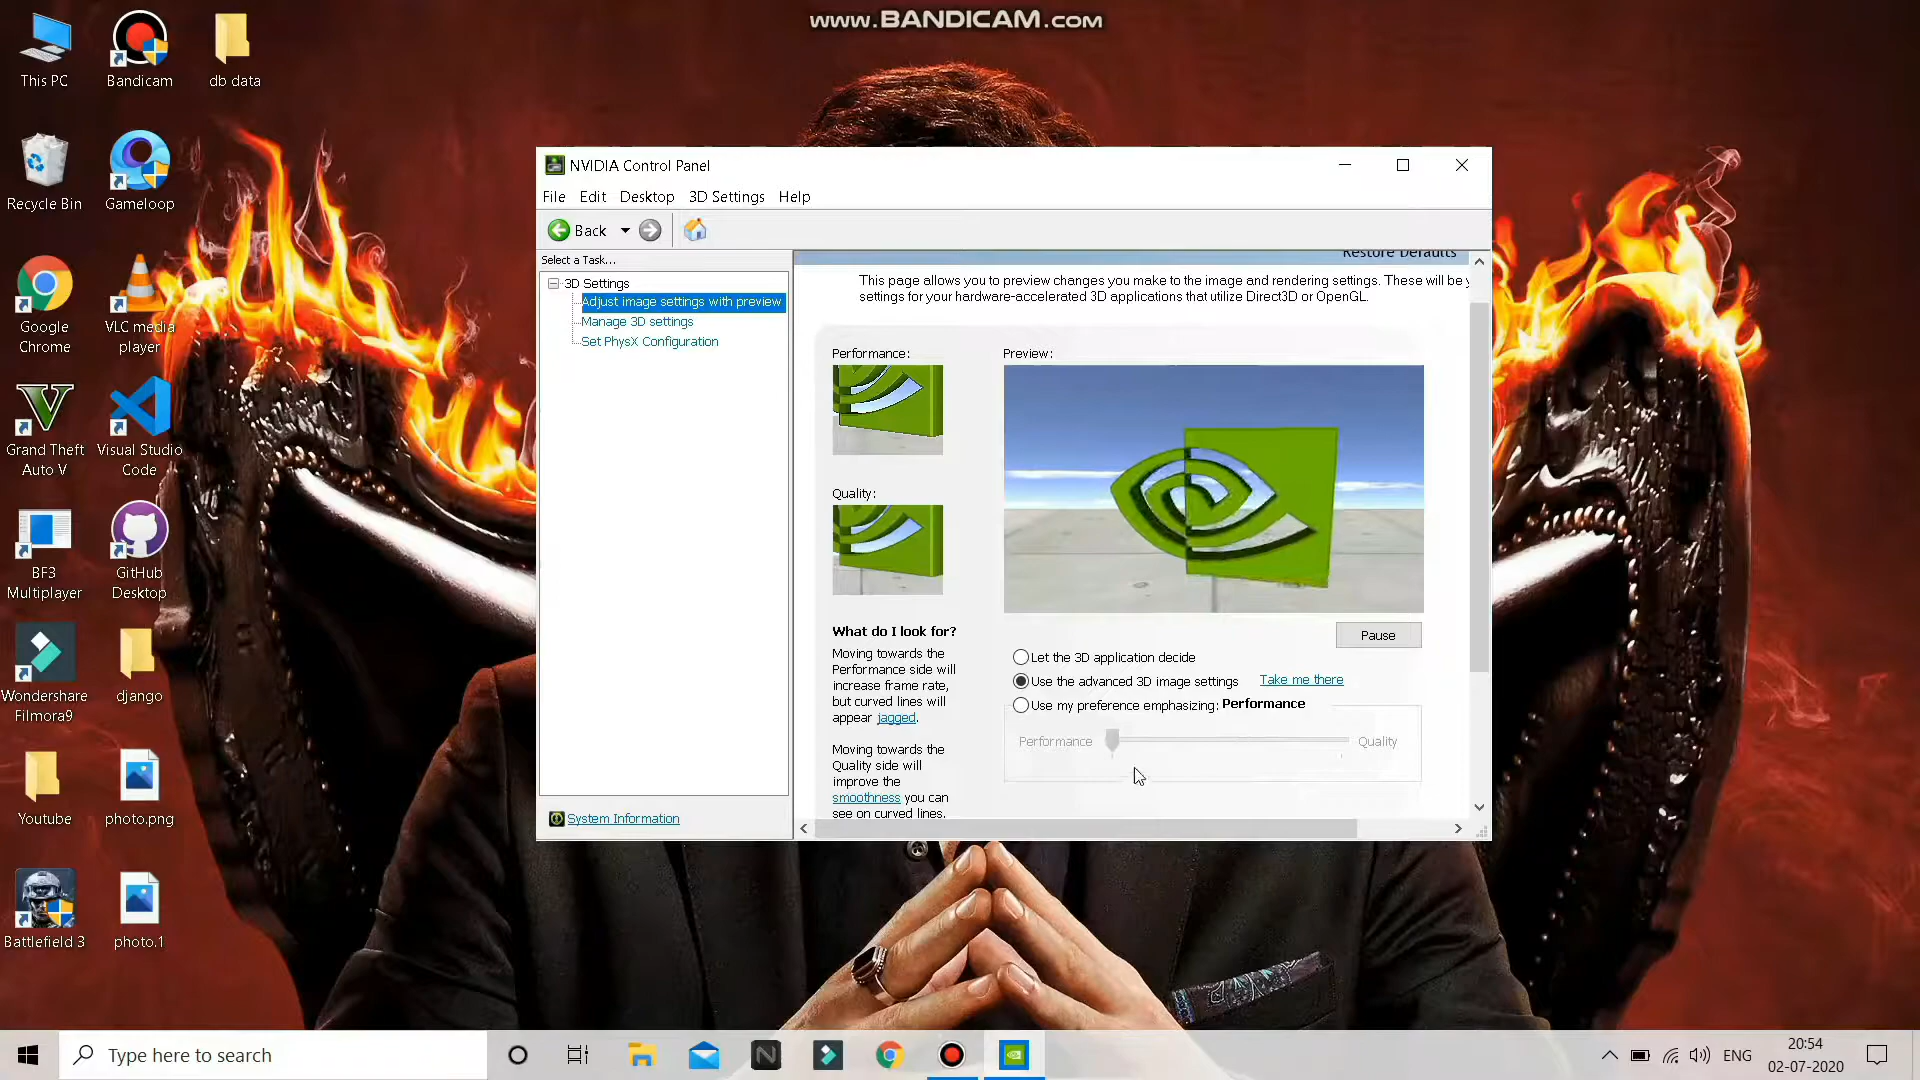 www.BANDICAM.com
This PC
Bandicam
db data
Recycle Bin
Gameloop
Google
Chrome
VLC media
player
Grand Theft
Auto V
Visual Studio
Code
BF3
Multiplayer
GitHub
Desktop
Wondershare
Filmora9
django
Youtube
photo.png
Battlefield 3
photo.1
NVIDIA Control Panel
File Edit Desktop 3D Settings Help
Back
Select a Task...
3D Settings
Adjust image settings with preview
Manage 3D settings
Set PhysX Configuration
System Information
Restore Defaults
This page allows you to preview changes you make to the image and rendering settings. These will be y
settings for your hardware-accelerated 3D applications that utilize Direct3D or OpenGL.
Performance:
Preview:
Quality:
What do I look for?
Moving towards the
Performance side will
increase frame rate,
but curved lines will
appear jagged.
Moving towards the
Quality side will
improve the
smoothness you can
see on curved lines.
Pause
Let the 3D application decide
Use the advanced 3D image settings Take me there
Use my preference emphasizing: Performance
Performance Quality
Type here to search
ENG
20:54
02-07-2020